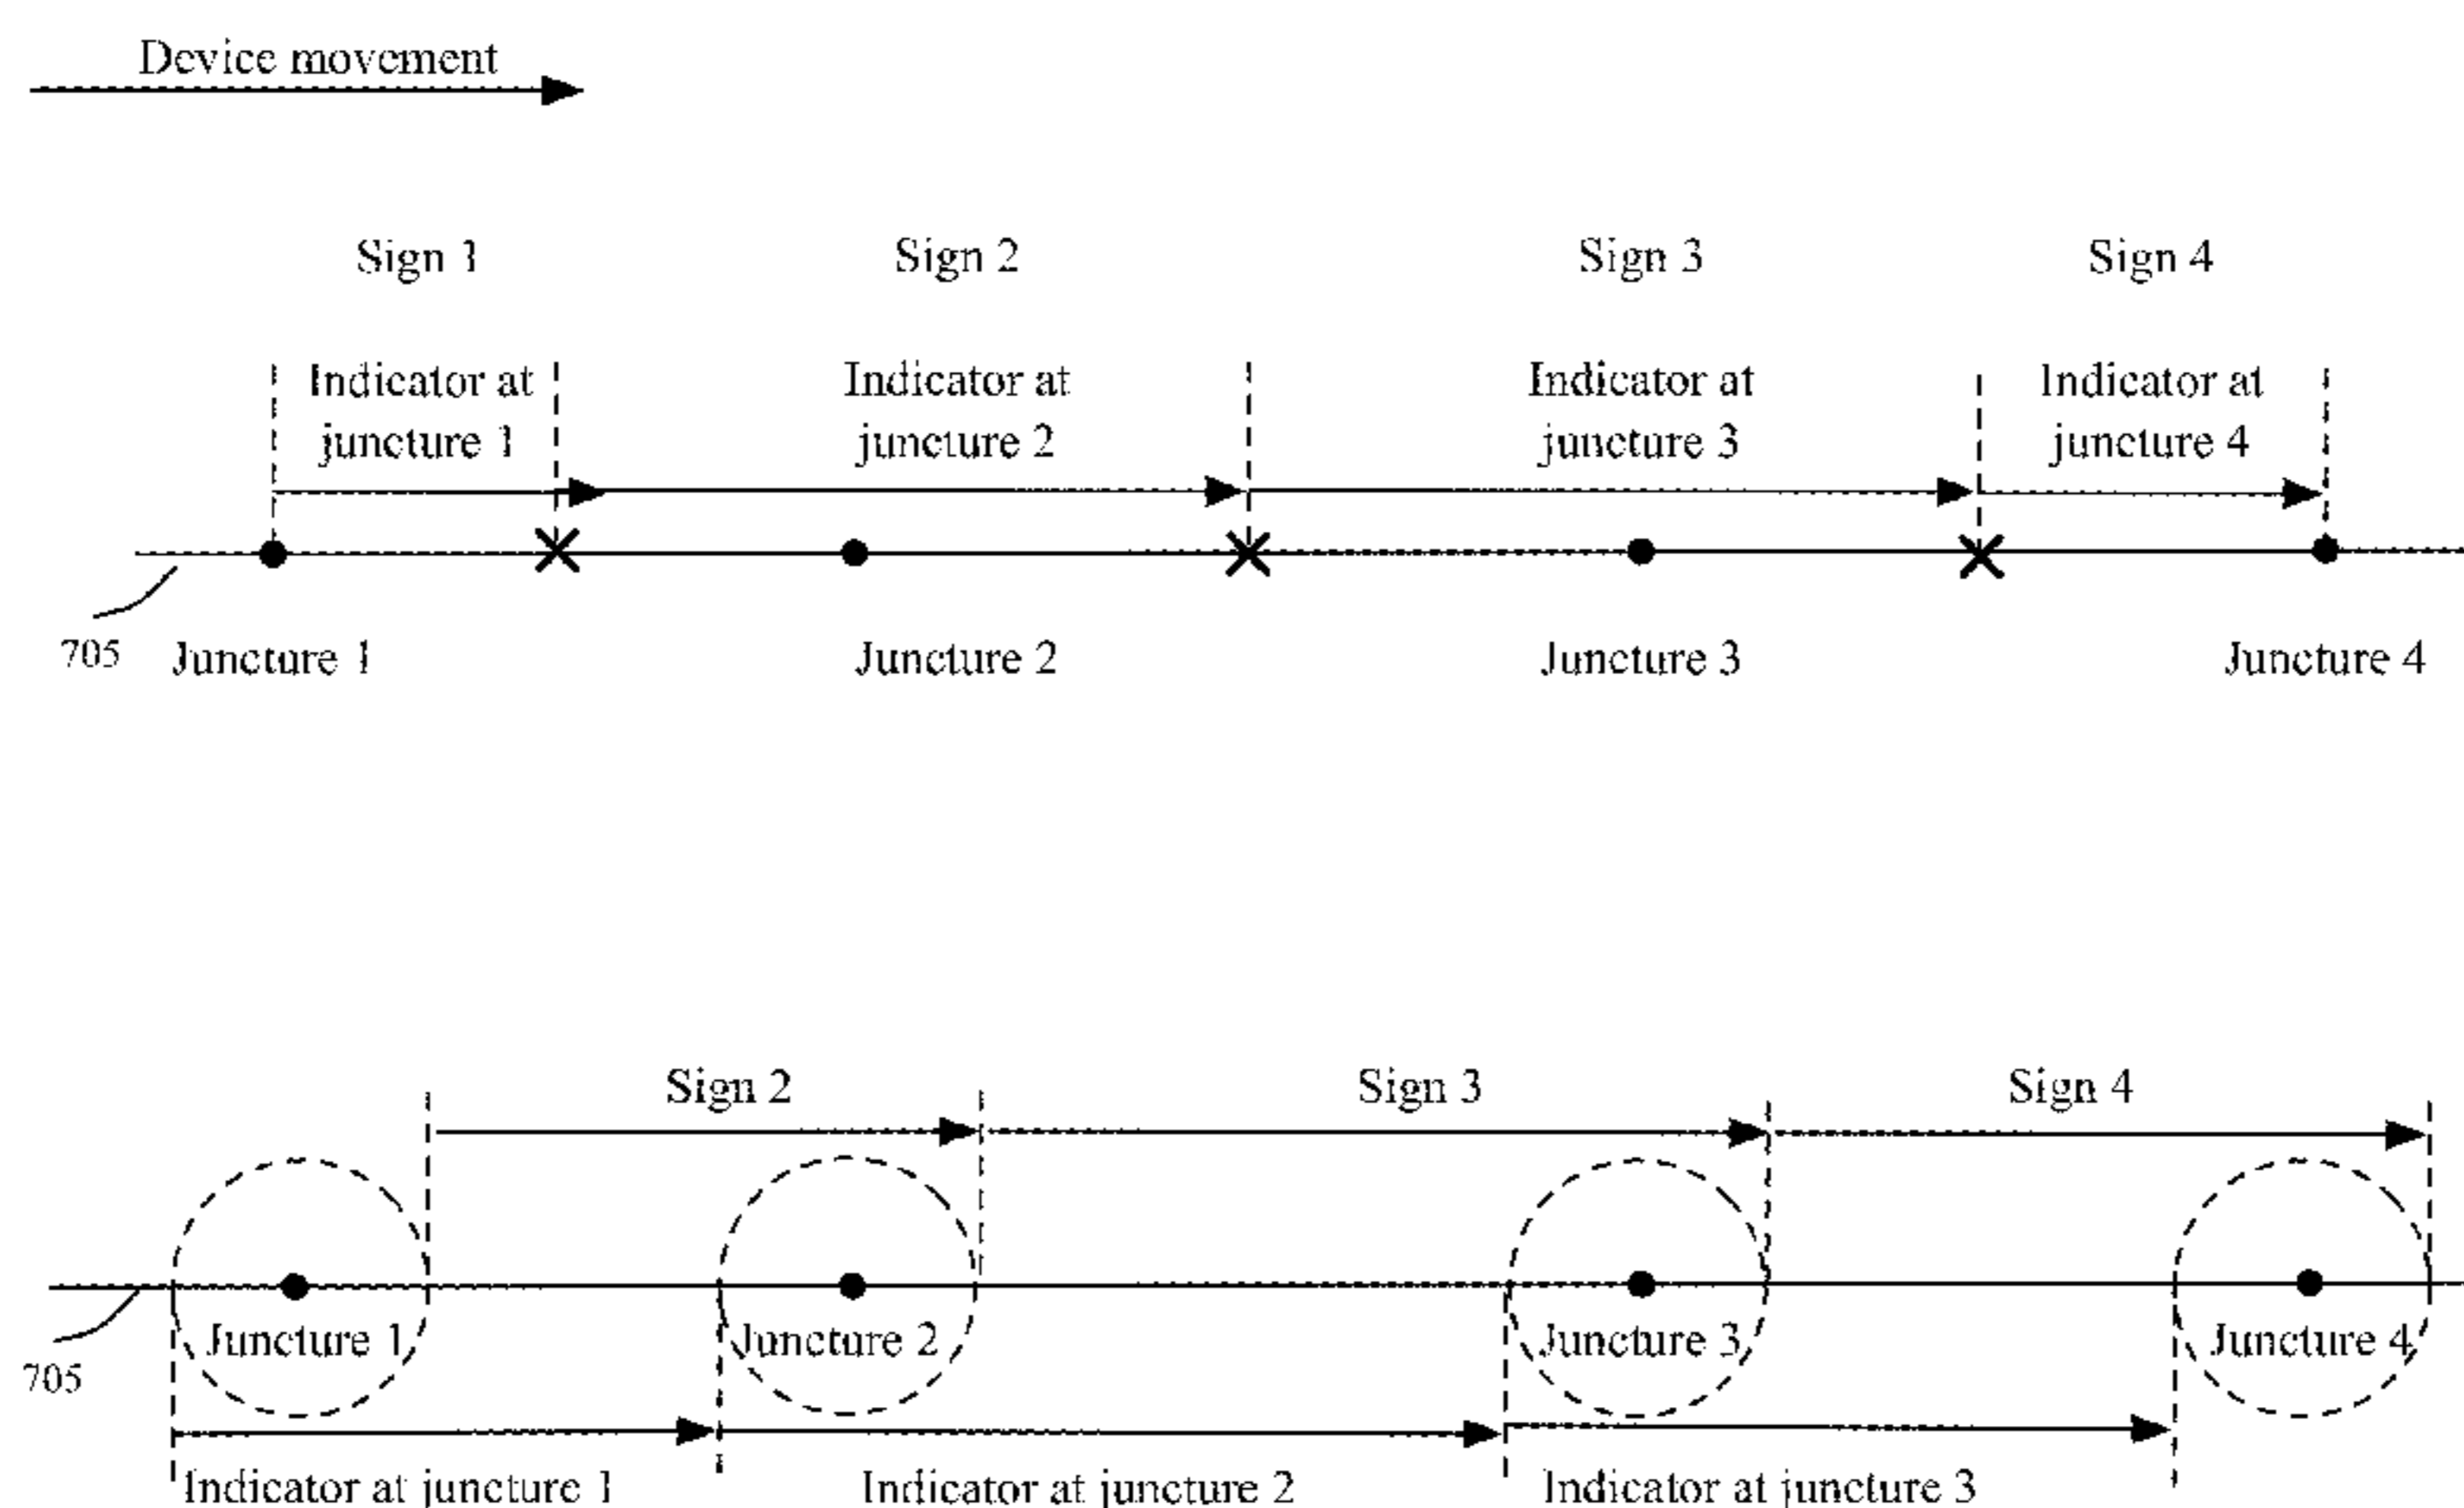 Device movement
Sign 1 Sign 2 Sign 3 Sign 4
Indicator at Indicator at Indicator at Indicator at
juncture 1 juncture 2 juncture 3 juncture 4
705 Juncture 1 Juncture 2 Juncture 3 Juncture 4
Sign 2 Sign 3 Sign 4
Juncture 1 Juncture 2 Juncture 3 Juncture 4
705
Indicator at juncture 1 Indicator at juncture 2 Indicator at juncture 3